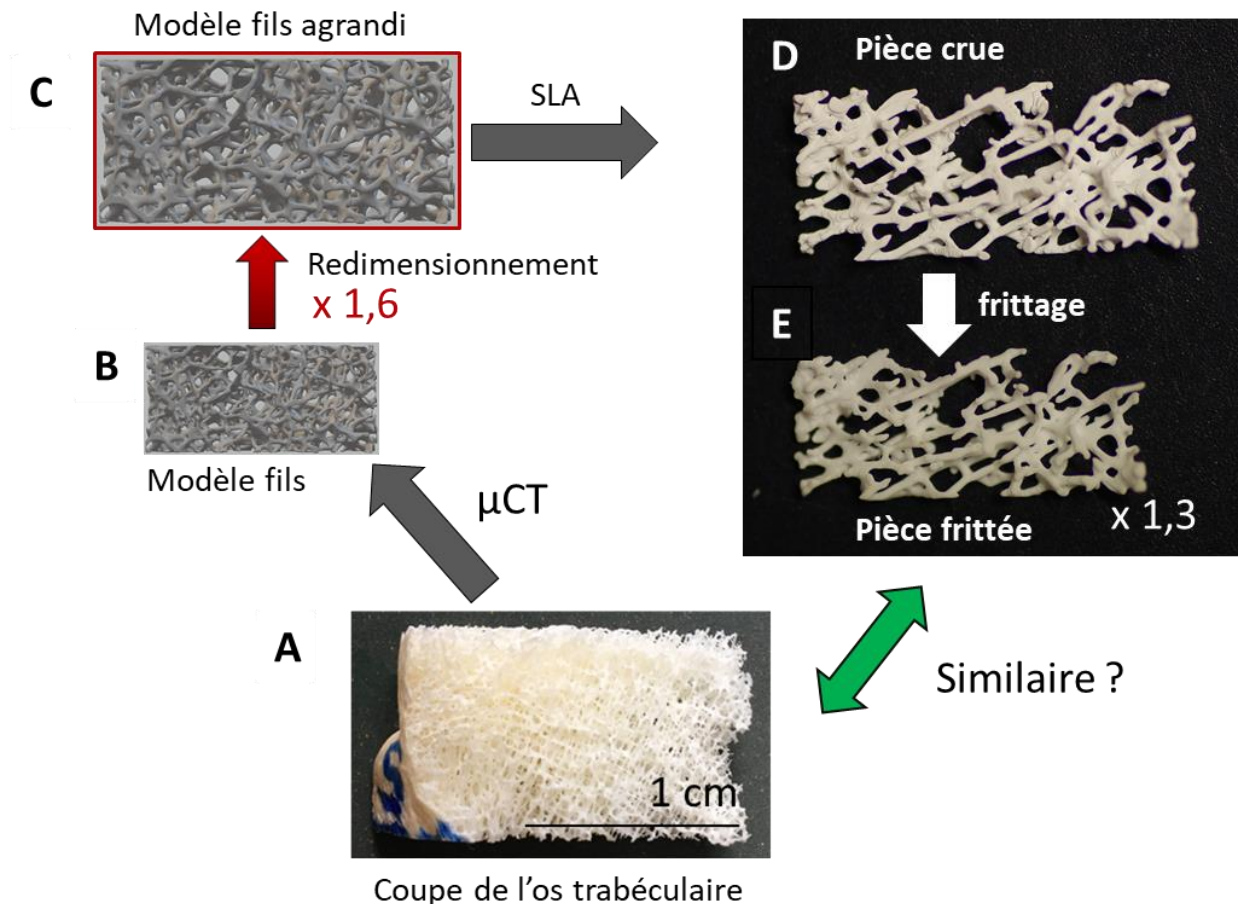 Modèle fils agrandi
C
SLA
Redimensionnement
x 1,6
B
Modèle fils
µCT
D
Pièce crue
frittage
E
x 1,3
Pièce frittée
A
1 cm
Similaire ?
Coupe de l’os trabéculaire